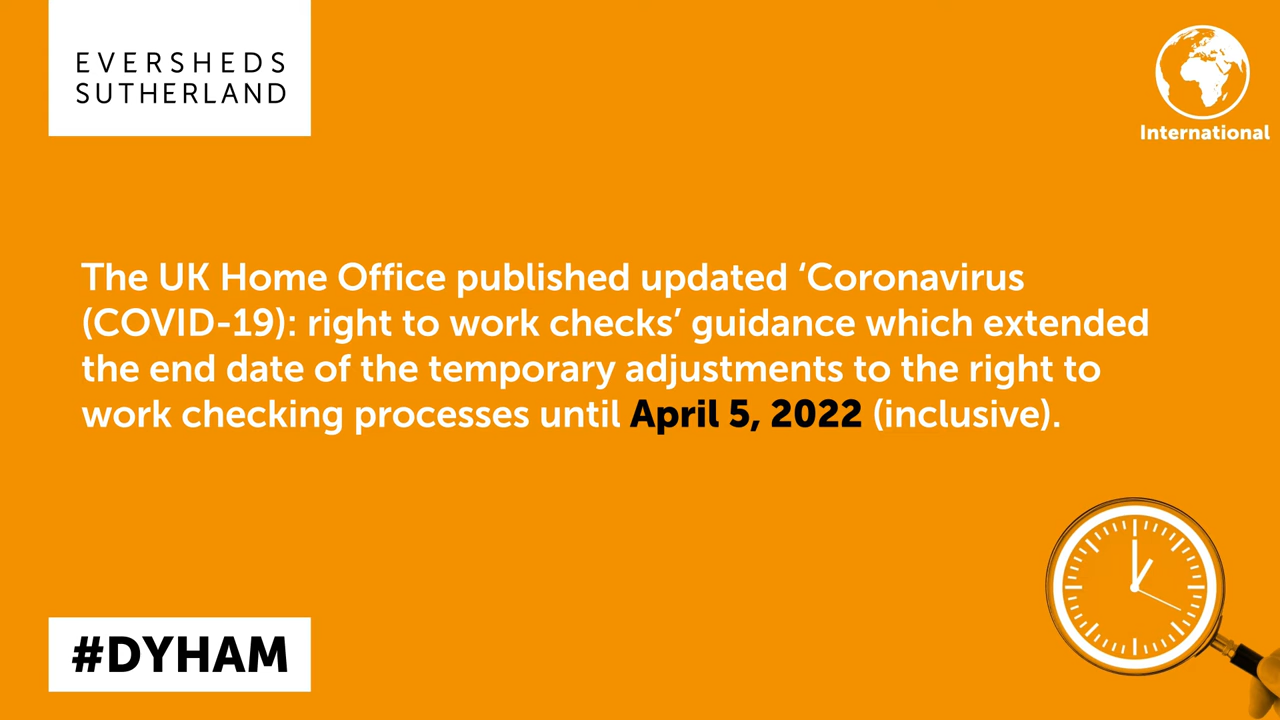 EVERSHEDS
SUTHERLAND
International
The UK Home Office published updated ‘Coronavirus
(COVID-19): right to work checks’ guidance which extended
the end date of the temporary adjustments to the right to
work checking processes until April 5, 2022 (inclusive).
#DYHAM